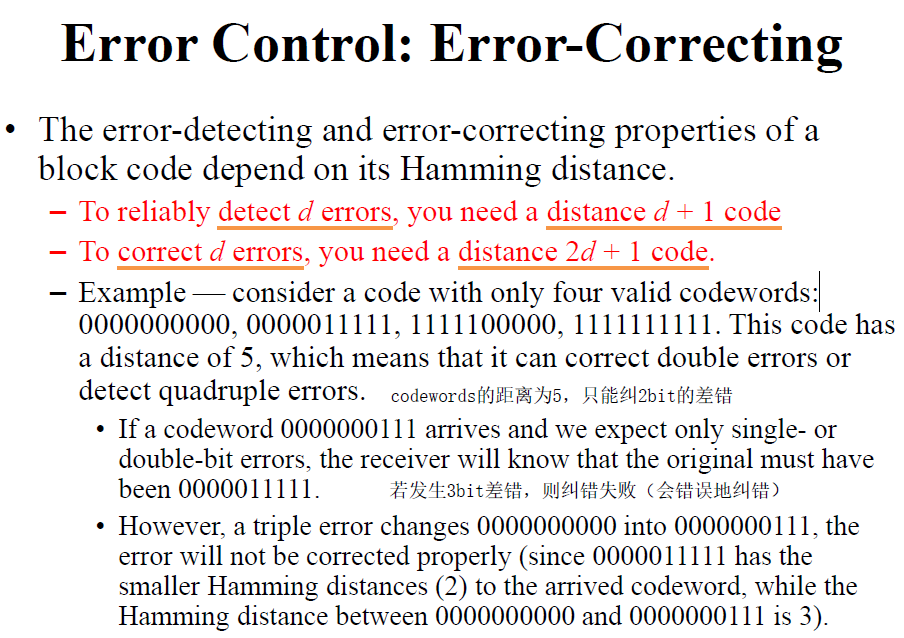 Error Control: Error-Correcting
• The error-detecting and error-correcting properties of a
block code depend on its Hamming distance.
– To reliably detect d errors, you need a distance d + 1 code
– To correct d errors, you need a distance 2d + 1 code.
– Example — consider a code with only four valid codewords:
0000000000, 0000011111, 1111100000, 1111111111. This code has
a distance of 5, which means that it can correct double errors or
detect quadruple errors. codewords的距离为5，只能纠2bit的差错
• If a codeword 0000000111 arrives and we expect only single- or
double-bit errors, the receiver will know that the original must have
been 0000011111. 若发生3bit差错，则纠错失败（会错误地纠错）
• However, a triple error changes 0000000000 into 0000000111, the
error will not be corrected properly (since 0000011111 has the
smaller Hamming distances (2) to the arrived codeword, while the
Hamming distance between 0000000000 and 0000000111 is 3).